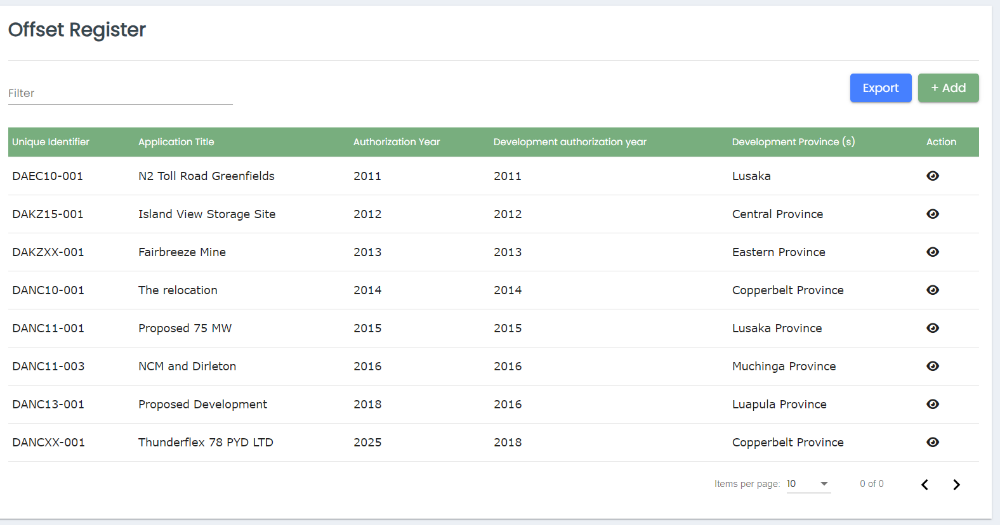 Offset Register
Filter
Export
+ Add
Unique Identifier Application Title Authorization Year Development authorization year Development Province (s) Action
DAEC10-001 N2 Toll Road Greenfields 2011 2011 Lusaka
DAKZ15-001 Island View Storage Site 2012 2012 Central Province
DAKZXX-001 Fairbreeze Mine 2013 2013 Eastern Province
DANC10-001 The relocation 2014 2014 Copperbelt Province
DANC11-001 Proposed 75 MW 2015 2015 Lusaka Province
DANC11-003 NCM and Dirleton 2016 2016 Muchinga Province
DANC13-001 Proposed Development 2018 2016 Luapula Province
DANCXX-001 Thunderflex 78 PYD LTD 2025 2018 Copperbelt Province
Items per page: 10 0 of 0